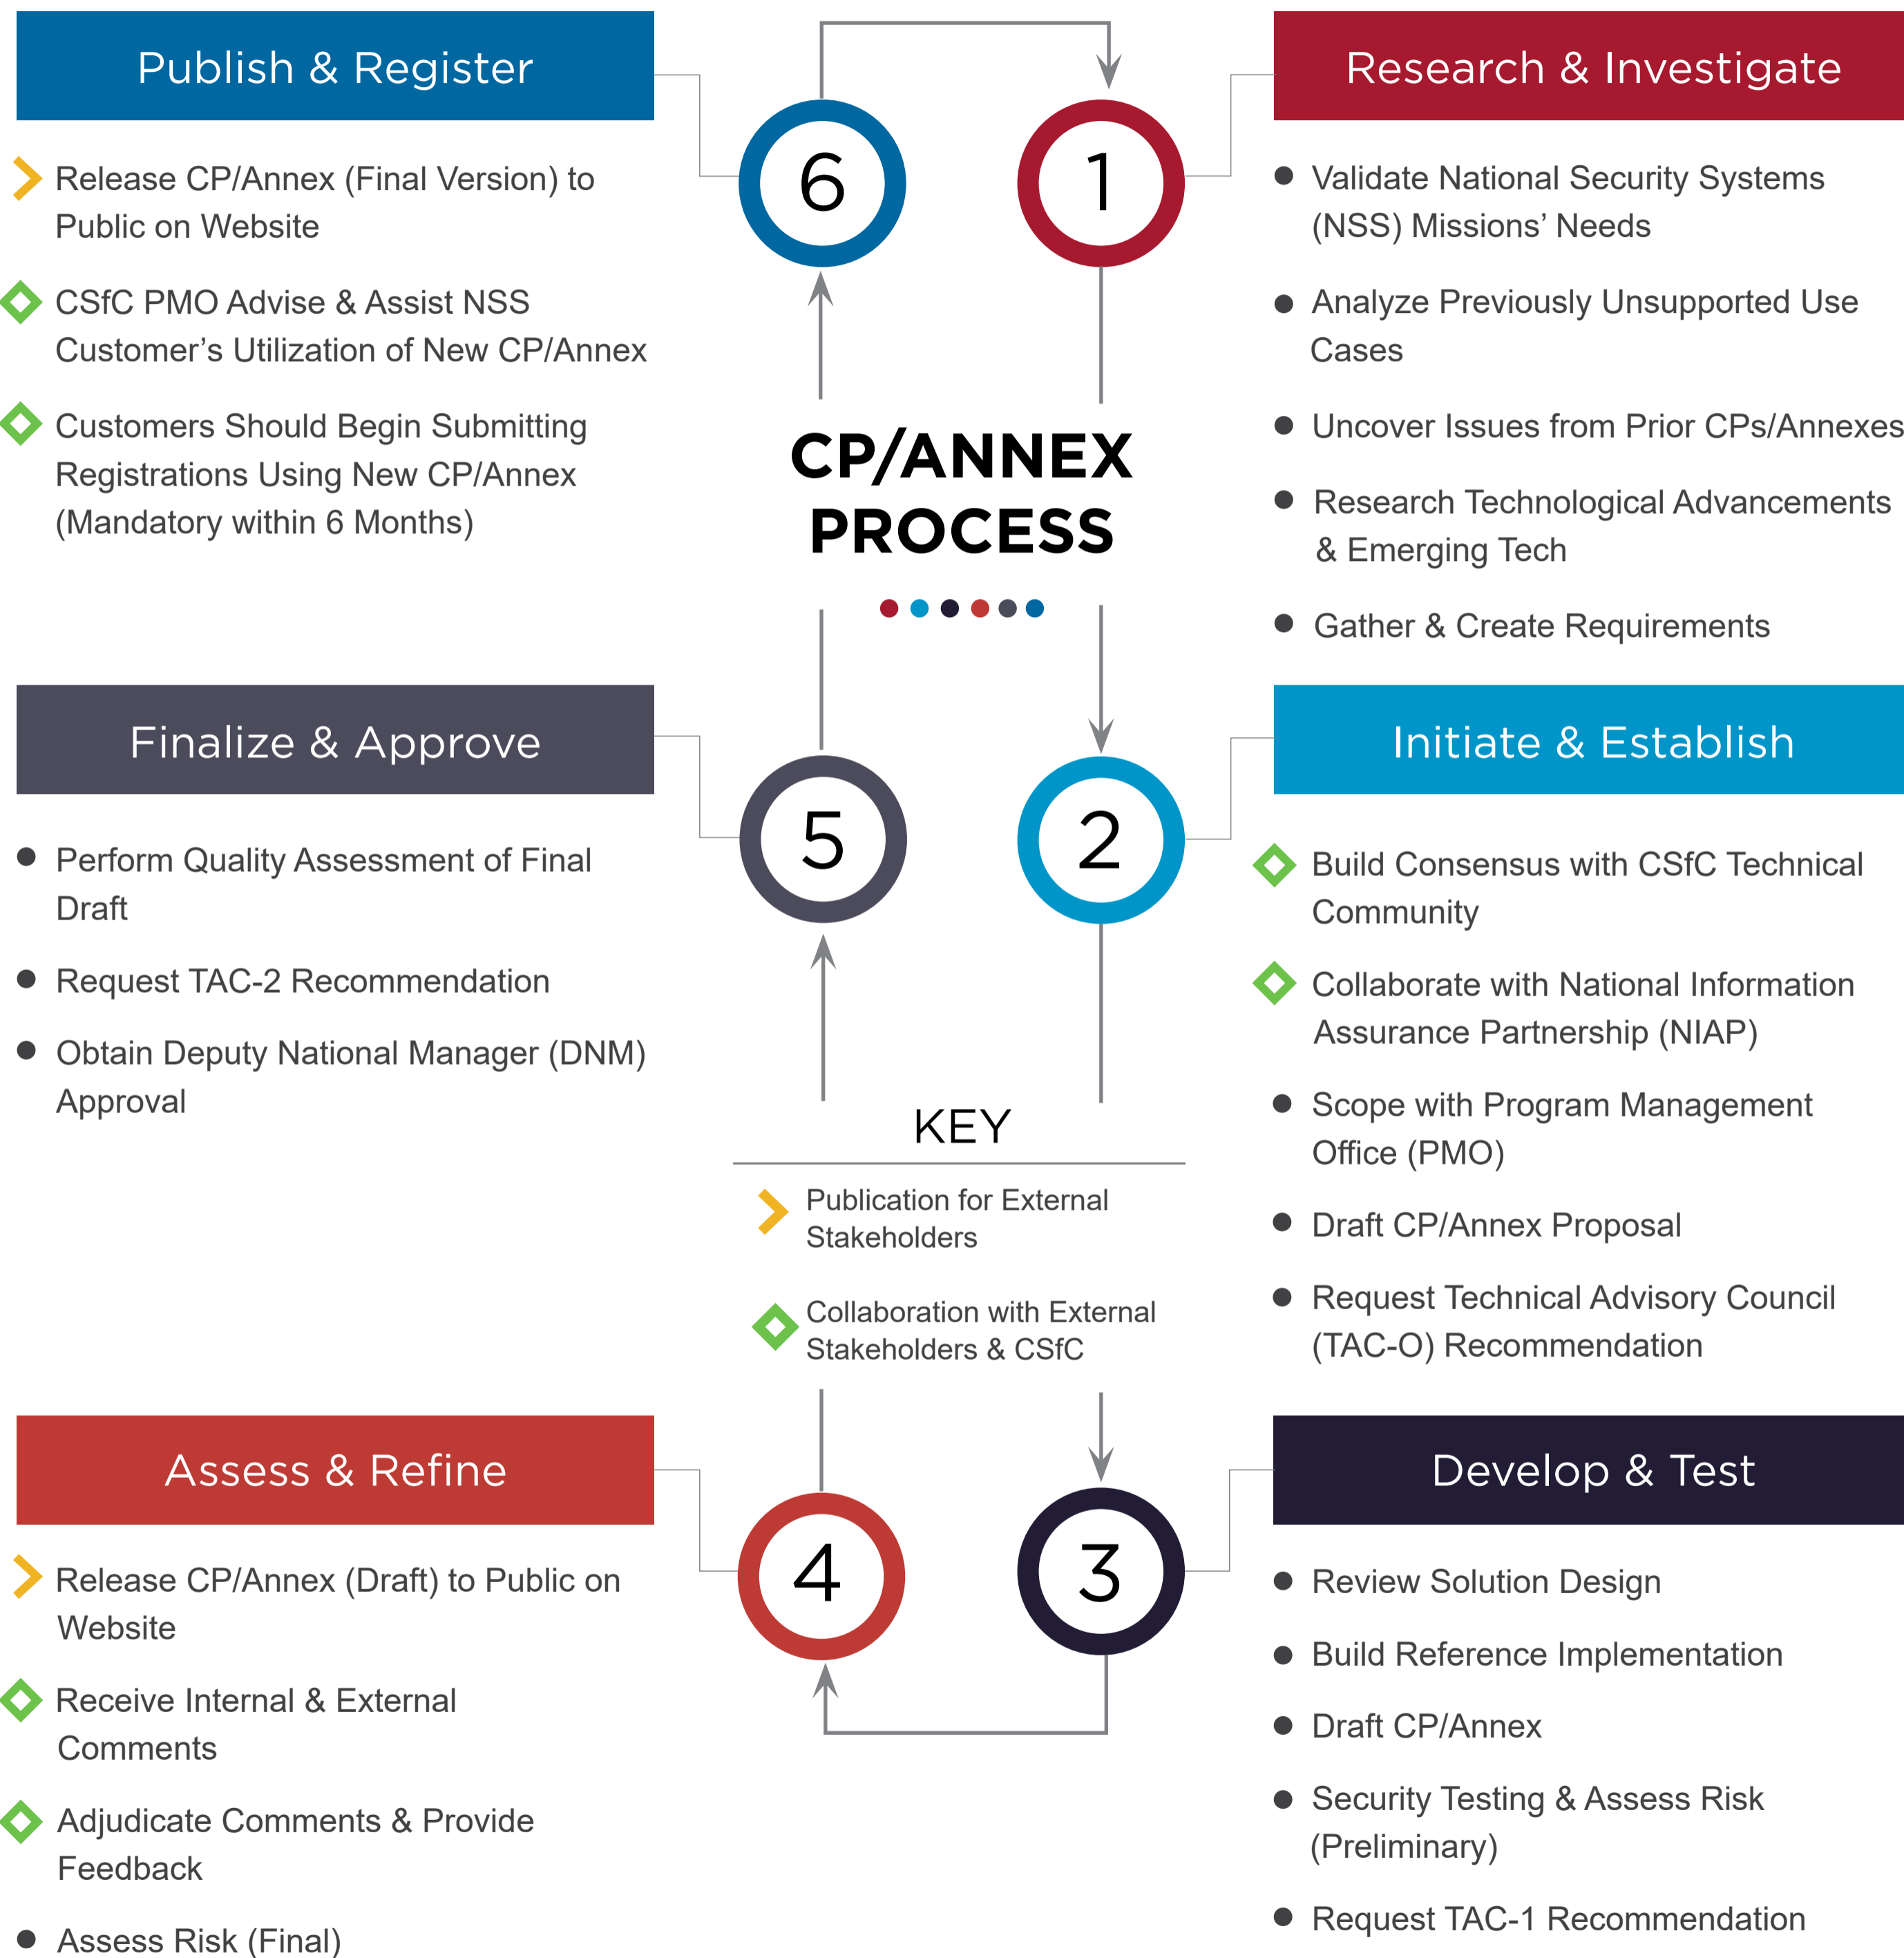 Publish & Register
Release CP/Annex (Final Version) to
Public on Website
CSfC PMO Advise & Assist NSS
Customer’s Utilization of New CP/Annex
Customers Should Begin Submitting
Registrations Using New CP/Annex
(Mandatory within 6 Months)
6
1
Research & Investigate
Validate National Security Systems
(NSS) Missions’ Needs
Analyze Previously Unsupported Use
Cases
Uncover Issues from Prior CPs/Annexes
Research Technological Advancements
& Emerging Tech
Gather & Create Requirements
CP/ANNEX
PROCESS
Finalize & Approve
Perform Quality Assessment of Final
Draft
Request TAC-2 Recommendation
Obtain Deputy National Manager (DNM)
Approval
5
2
Initiate & Establish
Build Consensus with CSfC Technical
Community
Collaborate with National Information
Assurance Partnership (NIAP)
Scope with Program Management
Office (PMO)
Draft CP/Annex Proposal
Request Technical Advisory Council
(TAC-O) Recommendation
KEY
Publication for External
Stakeholders
Collaboration with External
Stakeholders & CSfC
Assess & Refine
Release CP/Annex (Draft) to Public on
Website
Receive Internal & External
Comments
Adjudicate Comments & Provide
Feedback
Assess Risk (Final)
4
3
Develop & Test
Review Solution Design
Build Reference Implementation
Draft CP/Annex
Security Testing & Assess Risk
(Preliminary)
Request TAC-1 Recommendation